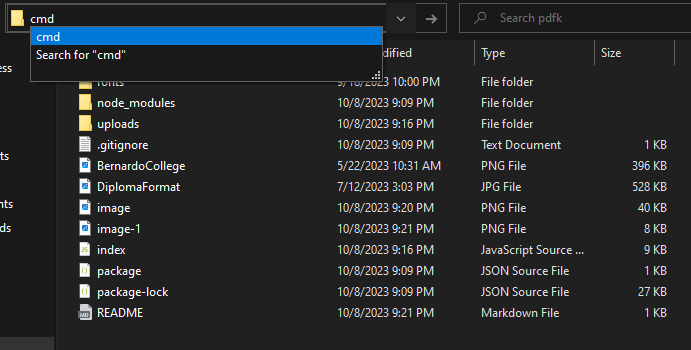 cmd
Search pdfk
cmd
Search for "cmd"
Type
Size
ess
fonts 9/16/2023 10:00 PM File folder
node_modules 10/8/2023 9:09 PM File folder
uploads 10/8/2023 9:16 PM File folder
.gitignore 10/8/2023 9:09 PM Text Document 1 KB
BernardoCollege 5/22/2023 10:31 AM PNG File 396 KB
DiplomaFormat 7/12/2023 3:03 PM JPG File 528 KB
image 10/8/2023 9:20 PM PNG File 40 KB
image-1 10/8/2023 9:21 PM PNG File 8 KB
index 10/8/2023 9:16 PM JavaScript Source ... 9 KB
package 10/8/2023 9:09 PM JSON Source File 1 KB
package-lock 10/8/2023 9:09 PM JSON Source File 27 KB
README 10/8/2023 9:21 PM Markdown File 1 KB